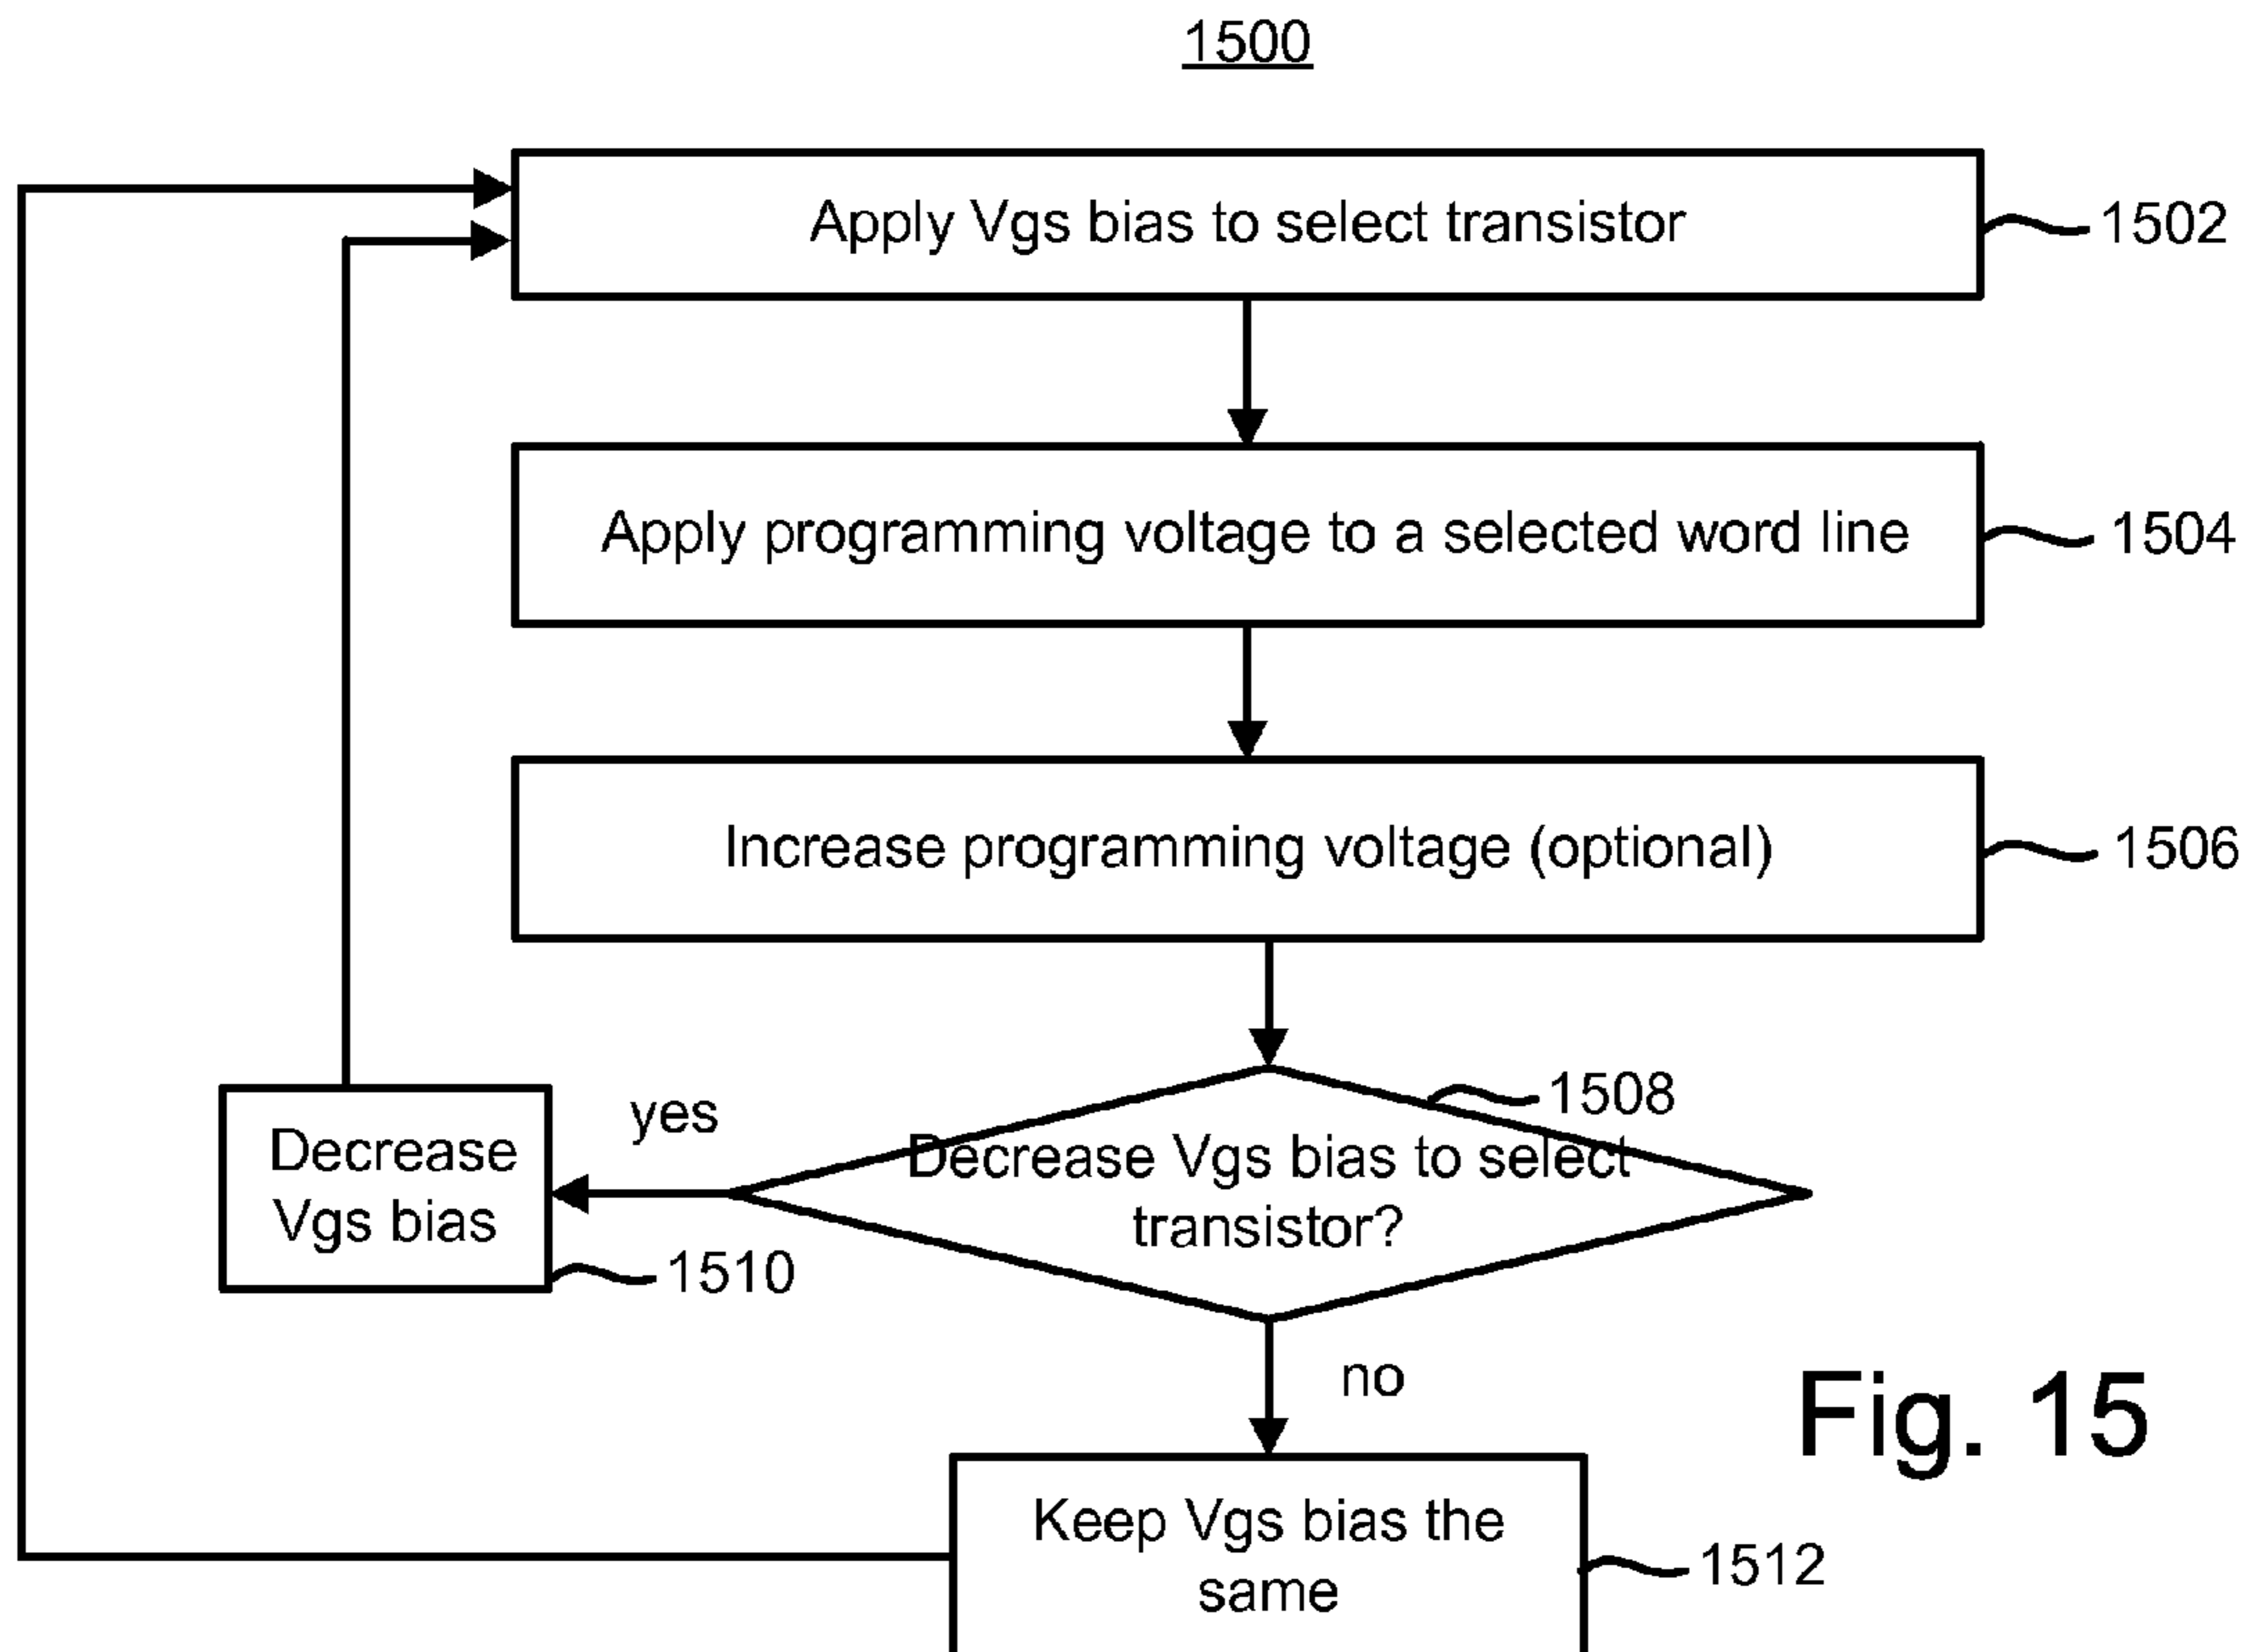 1500
Apply Vgs bias to select transistor
1502
Apply programming voltage to a selected word line
1504
Increase programming voltage (optional)
1506
1508
Decrease Vgs bias to select
transistor?
yes
Decrease
Vgs bias
1510
no
Keep Vgs bias the
same
1512
Fig. 15